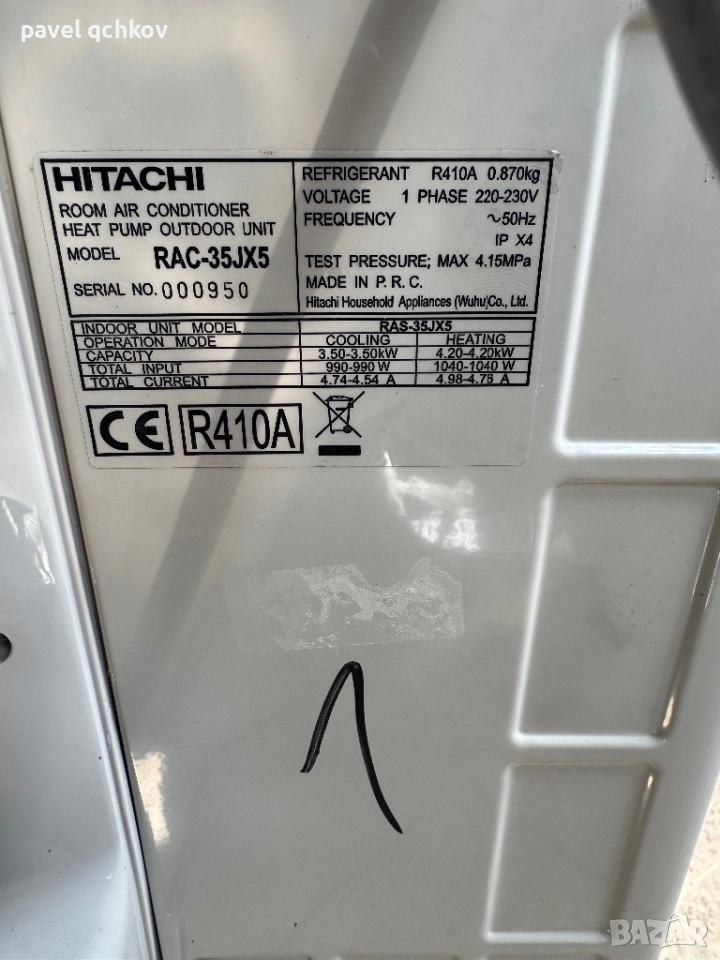 pavel qchkov
HITACHI
ROOM AIR CONDITIONER
HEAT PUMP OUTDOOR UNIT
MODEL RAC-35JX5
SERIAL NO. 000950
REFRIGERANT R410A 0.870kg
VOLTAGE 1 PHASE 220-230V
FREQUENCY ~50Hz
IP X4
TEST PRESSURE; MAX 4.15MPa
MADE IN P.R.C.
Hitachi Household Appliances (Wuhu)Co., Ltd.
INDOOR UNIT MODEL RAS-35JX5
OPERATION MODE COOLING HEATING
CAPACITY 3.50-3.50kW 4.20-4.20kW
TOTAL INPUT 990-990 W 1040-1040 W
TOTAL CURRENT 4.74-4.54 A 4.98-4.76 A
CE R410A
1
BAZAR